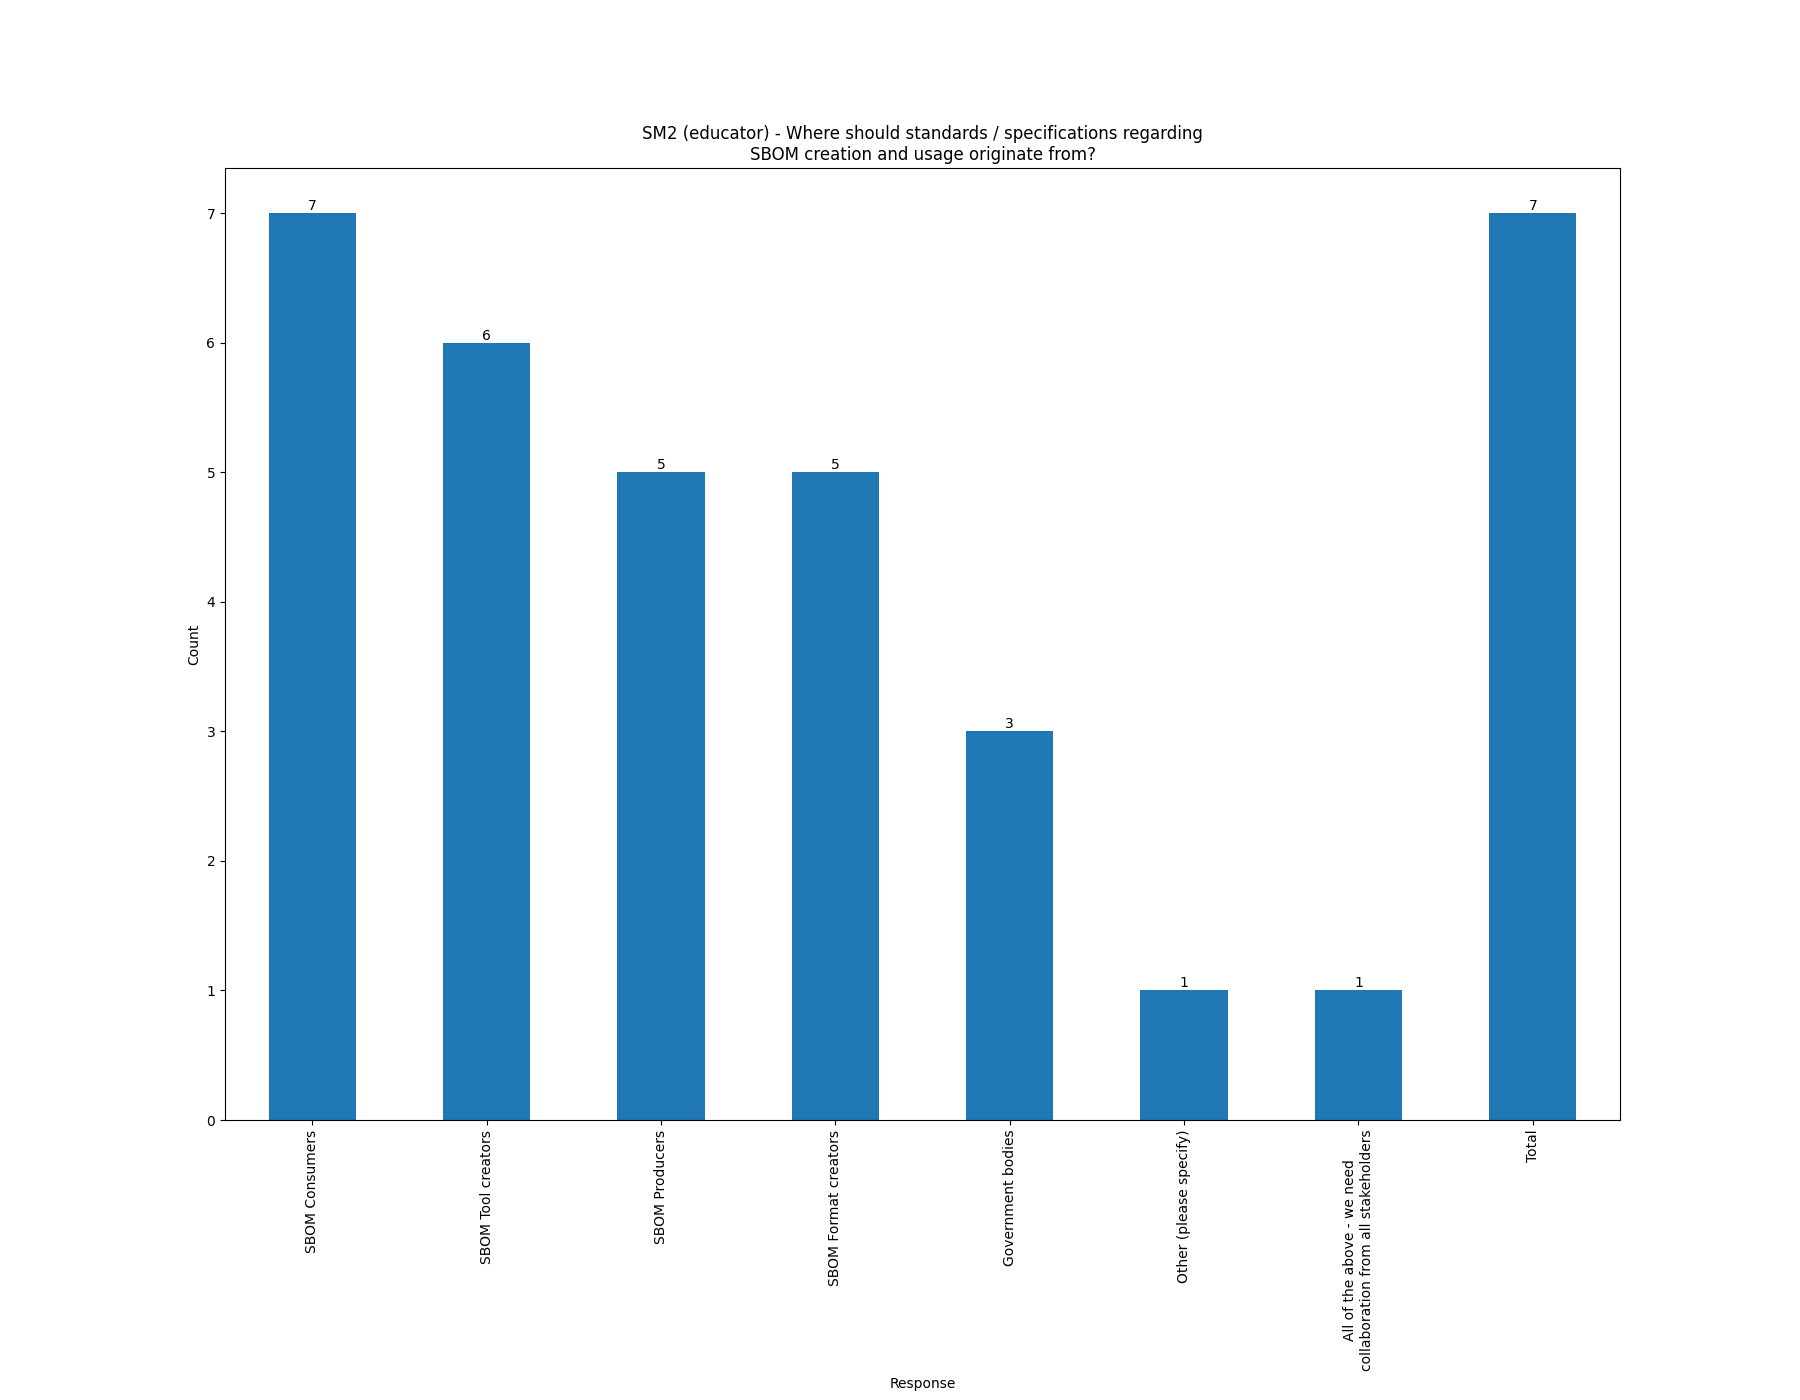 SM2 (educator) - Where should standards / specifications regarding
SBOM creation and usage originate from?
7
6
5
4
3
2
1
0
Count
7
6
5
5
3
1
1
7
SBOM Consumers
SBOM Tool creators
SBOM Producers
SBOM Format creators
Government bodies
Other (please specify)
All of the above - we need
collaboration from all stakeholders
Total
Response